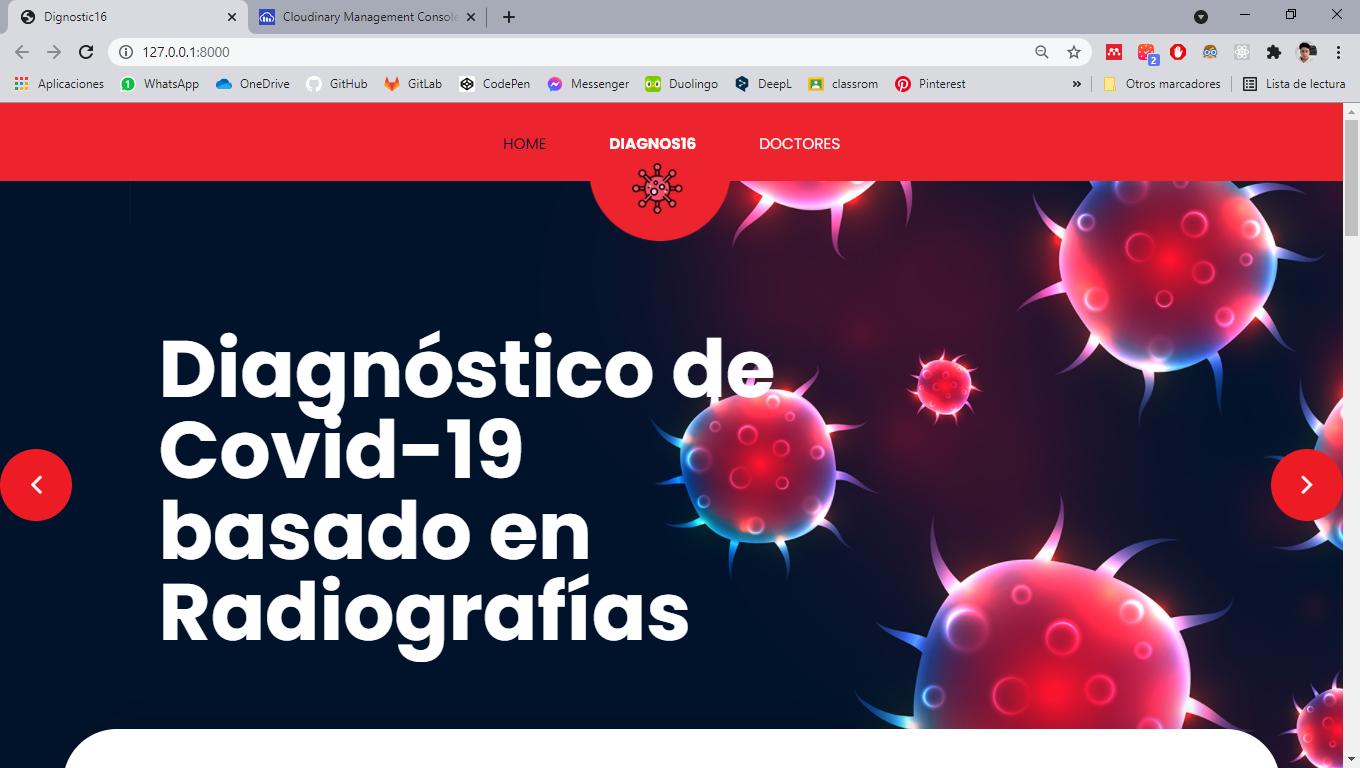 Dignostic16
Cloudinary Management Console
127.0.0.1:8000
2
Aplicaciones
1
WhatsApp
OneDrive
GitHub
GitLab
CodePen
Messenger
Duolingo
DeepL
classrom
Pinterest
»
Otros marcadores
Lista de lectura
HOME
DIAGNOS16
DOCTORES
Diagnóstico de
Covid-19
basado en
Radiografías